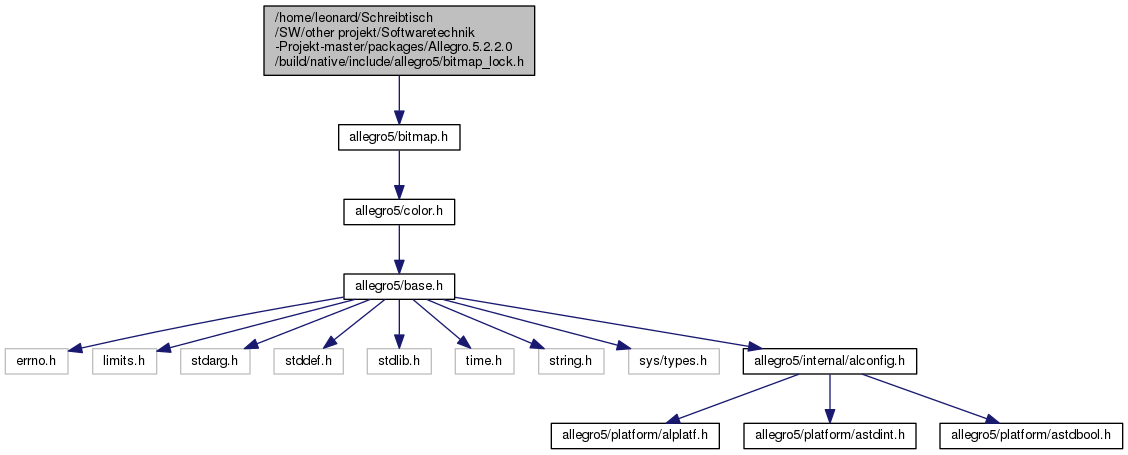 /home/leonard/Schreibtisch
/SW/other projekt/Softwaretechnik
-Projekt-master/packages/Allegro.5.2.2.0
/build/native/include/allegro5/bitmap_lock.h
allegro5/bitmap.h
allegro5/color.h
allegro5/base.h
errno.h
limits.h
stdarg.h
stddef.h
stdlib.h
time.h
string.h
sys/types.h
allegro5/internal/alconfig.h
allegro5/platform/alplatf.h
allegro5/platform/astdint.h
allegro5/platform/astdbool.h